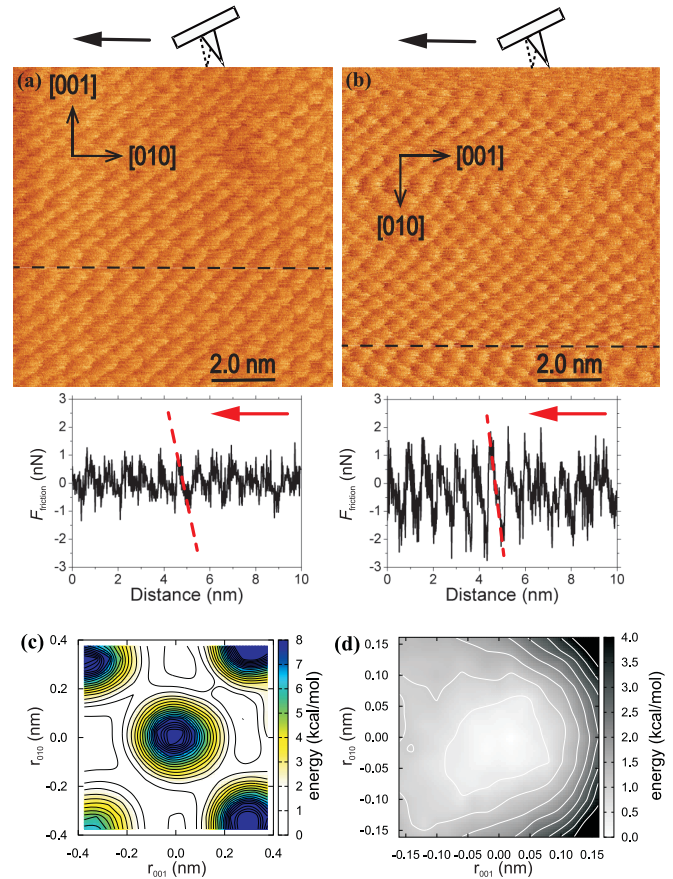 (a)
[001]
[010]
2.0 nm
(b)
[001]
[010]
2.0 nm
3
2
1
0
-1
-2
-3
F_friction (nN)
0 2 4 6 8 10
Distance (nm)
3
2
1
0
-1
-2
-3
F_friction (nN)
0 2 4 6 8 10
Distance (nm)
(c)
0.4
0.2
0.0
-0.2
-0.4
r_010 (nm)
-0.4 -0.2 0.0 0.2 0.4
r_001 (nm)
8
7
6
5
4
3
2
1
0
energy (kcal/mol)
(d)
0.15
0.10
0.05
0.00
-0.05
-0.10
-0.15
r_010 (nm)
-0.15 -0.10 -0.05 0.00 0.05 0.10 0.15
r_001 (nm)
4.0
3.5
3.0
2.5
2.0
1.5
1.0
0.5
0.0
energy (kcal/mol)